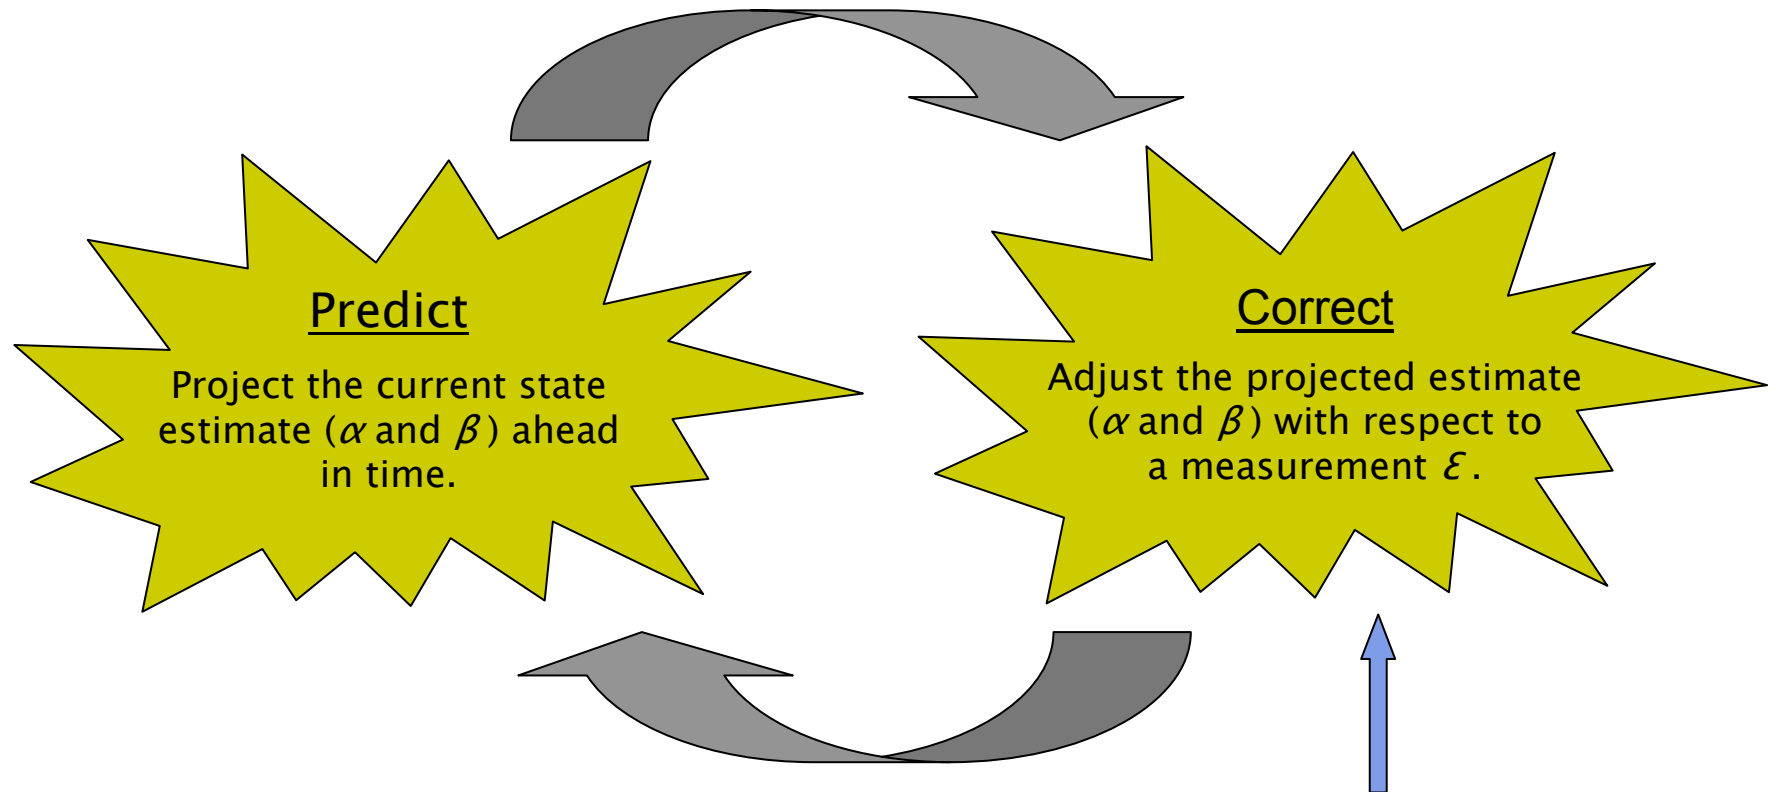 Predict
Project the current state
estimate (α and β) ahead
in time.
Correct
Adjust the projected estimate
(α and β) with respect to
a measurement ε.